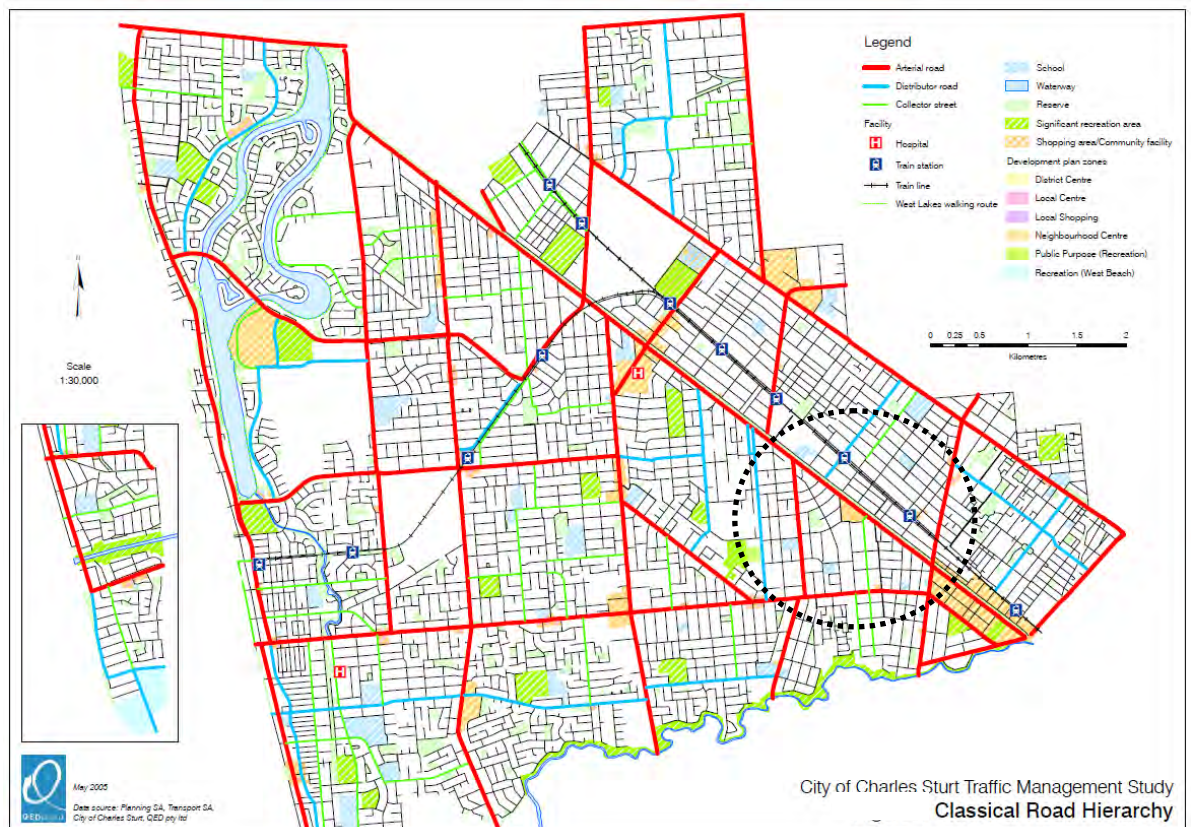 Legend
Arterial road
Distributor road
Collector street
Facility
H Hospital
Train station
Train line
West Lakes walking route
School
Waterway
Reserve
Significant recreation area
Shopping area/Community facility
Development plan zones
District Centre
Local Centre
Local Shopping
Neighbourhood Centre
Public Purpose (Recreation)
Recreation (West Beach)
0 0.25 0.5 1 1.5 2
Kilometres
Scale
1:30,000
H
H
May 2005
Data source: Planning SA, Transport SA,
City of Charles Sturt, QED pty ltd
QED
City of Charles Sturt Traffic Management Study
Classical Road Hierarchy